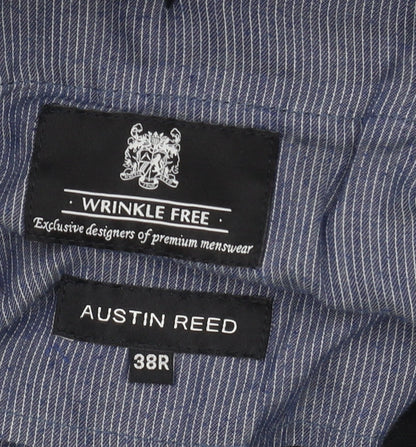 · WRINKLE FREE ·
Exclusive designers of premium menswear
AUSTIN REED
38R